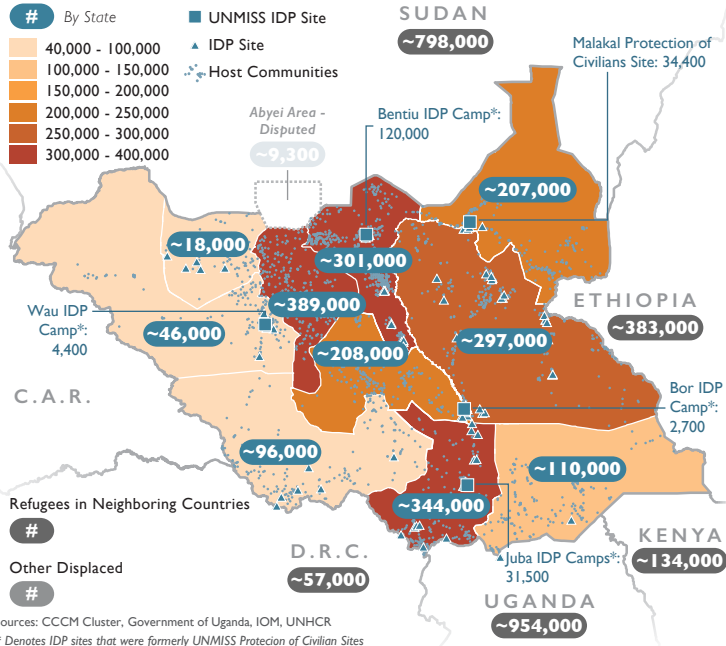 # By State
40,000 - 100,000
100,000 - 150,000
150,000 - 200,000
200,000 - 250,000
250,000 - 300,000
300,000 - 400,000
UNMISS IDP Site
IDP Site
Host Communities
SUDAN
~798,000
Malakal Protection of
Civilians Site: 34,400
Abyei Area -
Disputed
~9,300
Bentiu IDP Camp*:
120,000
~207,000
~18,000
~301,000
~389,000
ETHIOPIA
~383,000
Wau IDP
Camp*:
4,400
~46,000
~208,000
~297,000
C.A.R.
Bor IDP
Camp*:
2,700
~96,000
~110,000
~344,000
Refugees in Neighboring Countries
#
Other Displaced
#
D.R.C.
~57,000
Juba IDP Camps*:
31,500
KENYA
~134,000
UGANDA
~954,000
ources: CCCM Cluster, Government of Uganda, IOM, UNHCR
* Denotes IDP sites that were formerly UNMISS Protecion of Civilian Sites